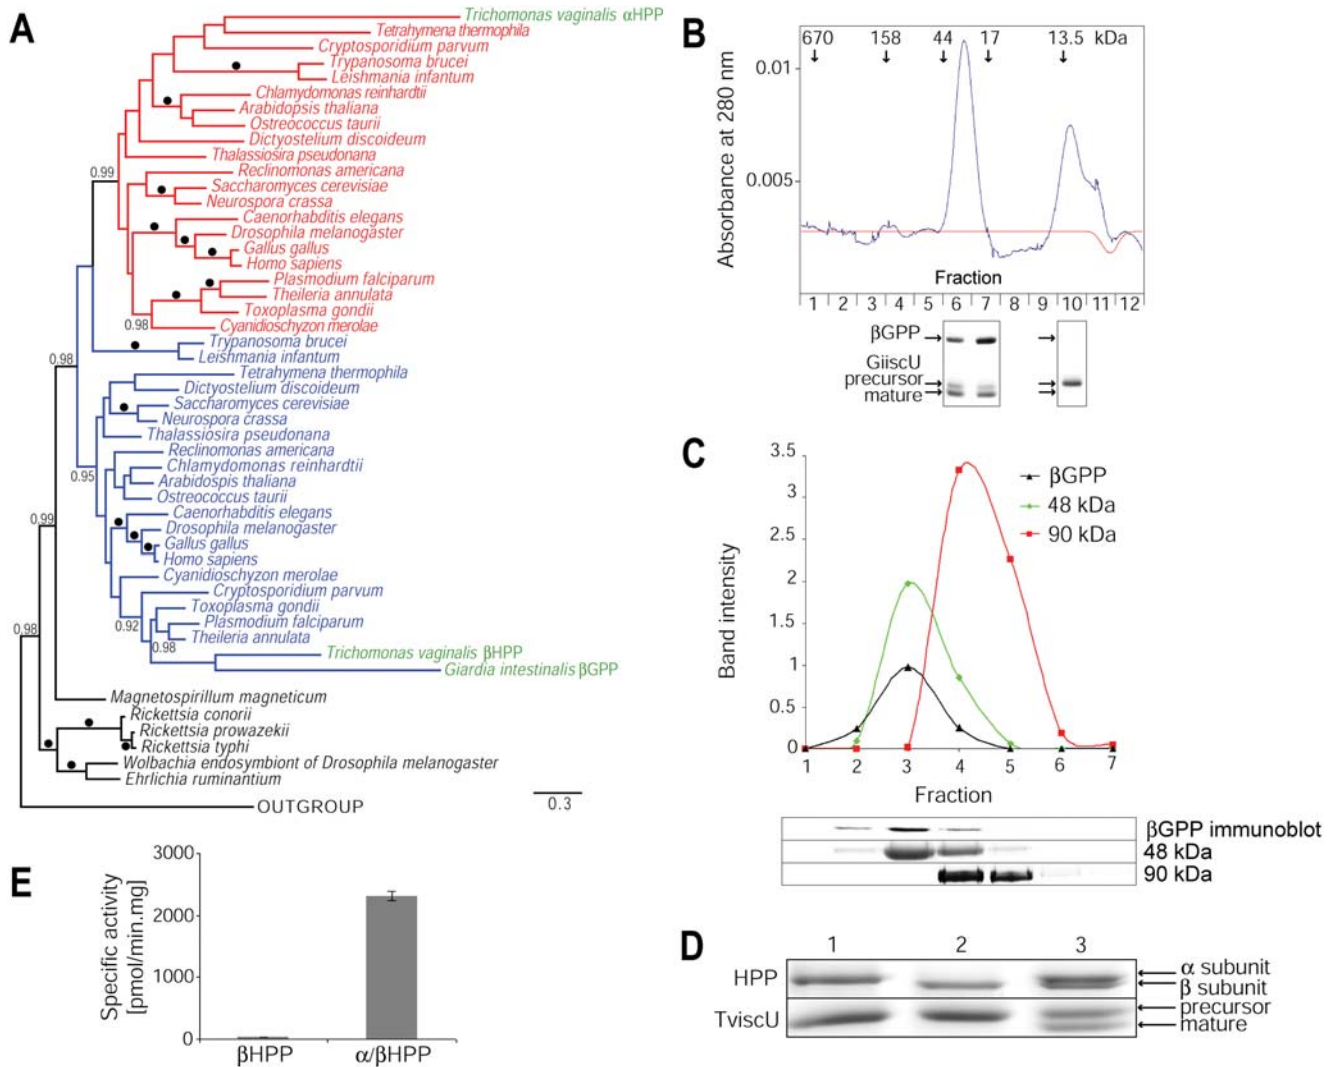 A
Trichomonas vaginalis αHPP
Tetrahymena thermophila
Cryptosporidium parvum
Trypanosoma brucei
Leishmania infantum
Chlamydomonas reinhardtii
Arabidopsis thaliana
Ostreococcus taurii
Dictyostelium discoideum
Thalassiosira pseudonana
0.99
Reclinomonas americana
Saccharomyces cerevisiae
Neurospora crassa
Caenorhabditis elegans
Drosophila melanogaster
Gallus gallus
Homo sapiens
Plasmodium falciparum
Theileria annulata
Toxoplasma gondii
0.98
Cyanidioschyzon merolae
Trypanosoma brucei
Leishmania infantum
0.98
Tetrahymena thermophila
Dictyostelium discoideum
Saccharomyces cerevisiae
Neurospora crassa
Thalassiosira pseudonana
Reclinomonas americana
0.95
Chlamydomonas reinhardtii
Arabidospis thaliana
Ostreococcus taurii
Caenorhabditis elegans
0.99
Drosophila melanogaster
Gallus gallus
Homo sapiens
Cyanidioschyzon merolae
Cryptosporidium parvum
Toxoplasma gondii
0.92
Plasmodium falciparum
0.98
Theileria annulata
0.98
Trichomonas vaginalis βHPP
Giardia intestinalis βGPP
Magnetospirillum magneticum
Rickettsia conorii
Rickettsia prowazekii
Rickettsia typhi
Wolbachia endosymbiont of Drosophila melanogaster
Ehrlichia ruminantium
OUTGROUP
0.3
B
670 158 44 17 13.5 kDa
0.01
0.005
Absorbance at 280 nm
Fraction
1 2 3 4 5 6 7 8 9 10 11 12
βGPP
GiiscU
precursor
mature
C
3.5
3
2.5
2
1.5
1
0.5
0
Band intensity
βGPP
48 kDa
90 kDa
1 2 3 4 5 6 7
Fraction
βGPP immunoblot
48 kDa
90 kDa
D
1 2 3
HPP
α subunit
β subunit
TviscU
precursor
mature
E
Specific activity
[pmol/min.mg]
3000
2000
1000
0
βHPP α/βHPP